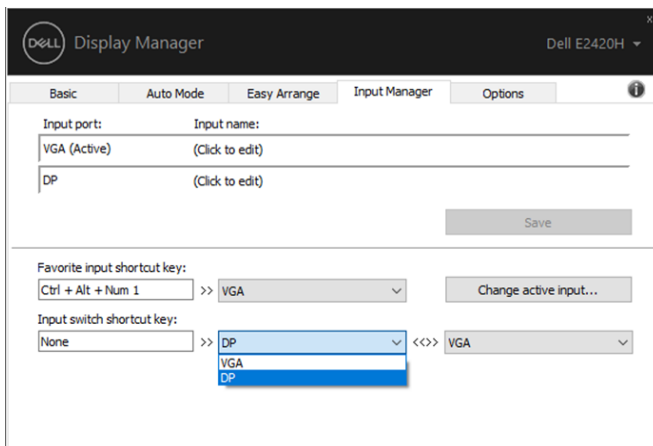 x
DELL Display Manager Dell E2420H
Basic Auto Mode Easy Arrange Input Manager Options i
Input port: Input name:
VGA (Active) (Click to edit)
DP (Click to edit)
Save
Favorite input shortcut key:
Ctrl + Alt + Num 1 >> VGA Change active input...
Input switch shortcut key:
None >> DP <<>> VGA
VGA
DP